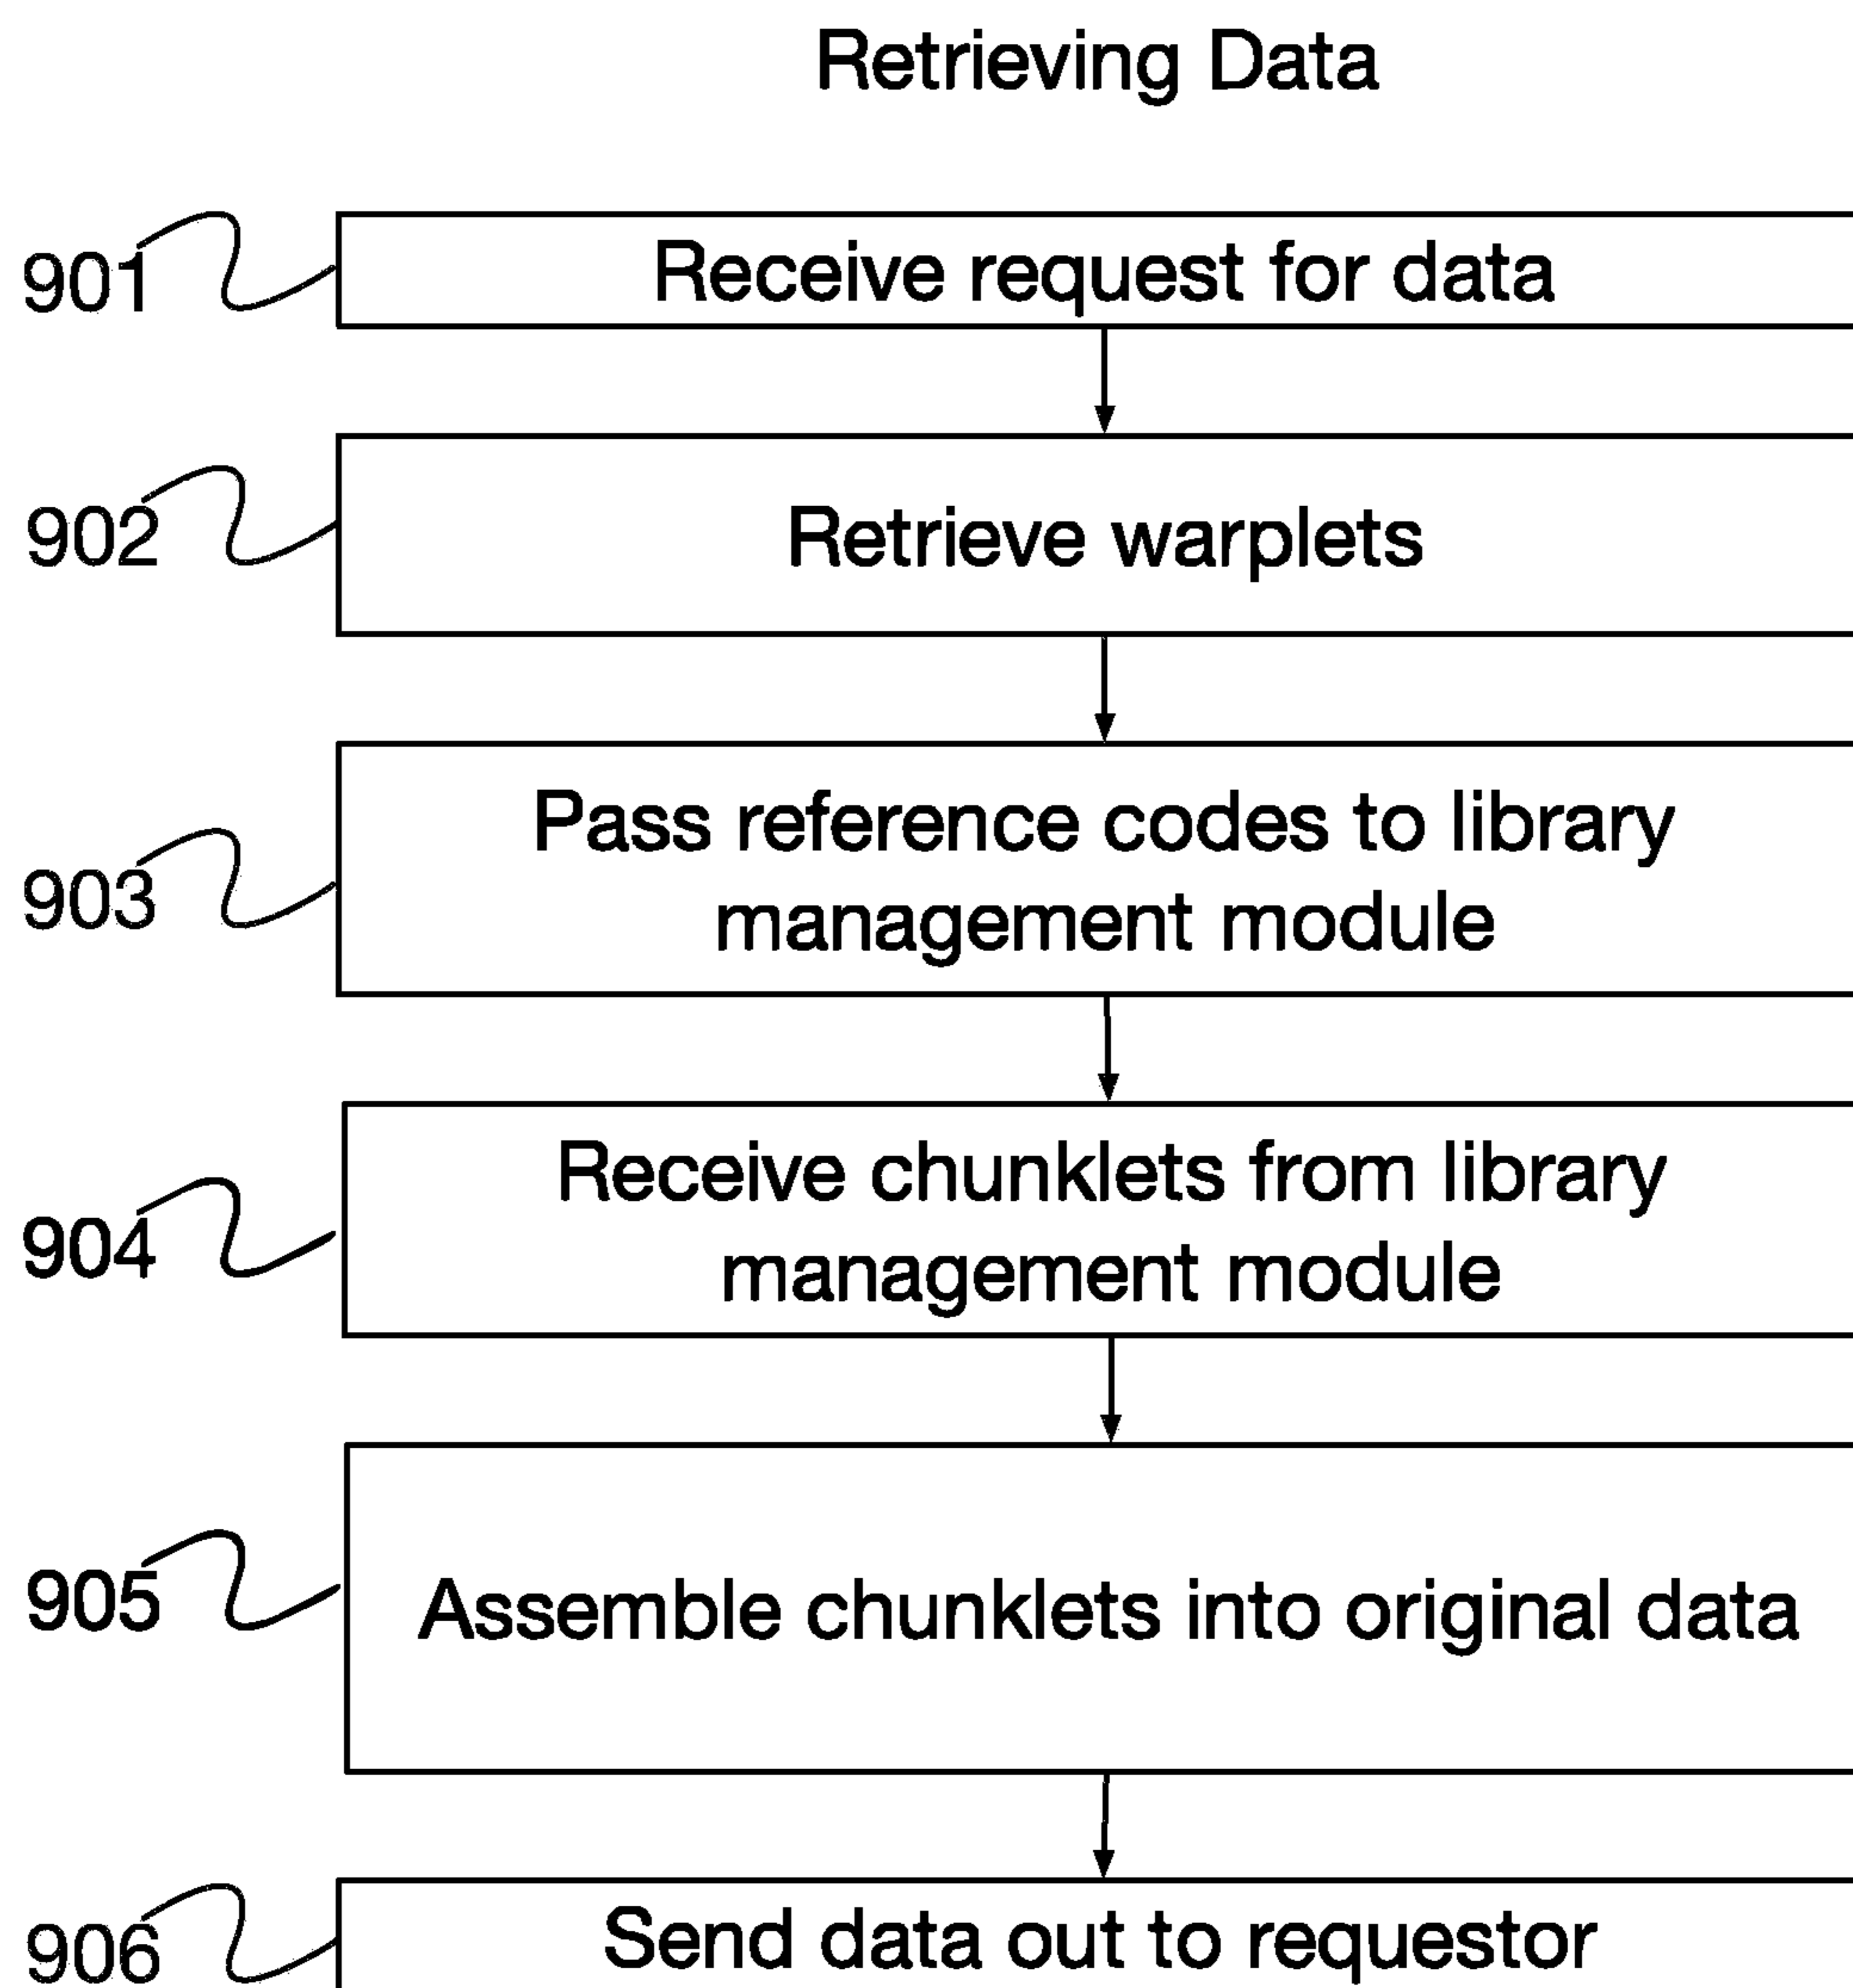 Retrieving Data
901
Receive request for data
902
Retrieve warplets
903
Pass reference codes to library
management module
904
Receive chunklets from library
management module
905
Assemble chunklets into original data
906
Send data out to requestor